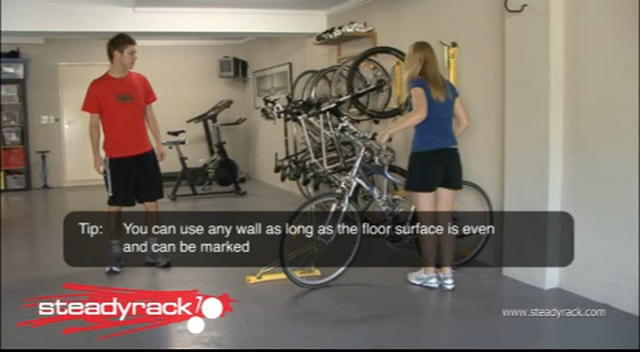 Tip: You can use any wall as long as the floor surface is even
and can be marked
steadyrack
www.steadyrack.com